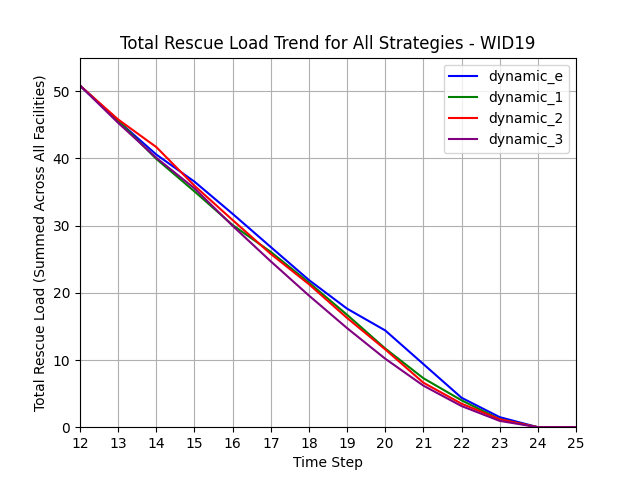 Total Rescue Load Trend for All Strategies - WID19
Total Rescue Load (Summed Across All Facilities)
50
40
30
20
10
0
dynamic_e
dynamic_1
dynamic_2
dynamic_3
12 13 14 15 16 17 18 19 20 21 22 23 24 25
Time Step